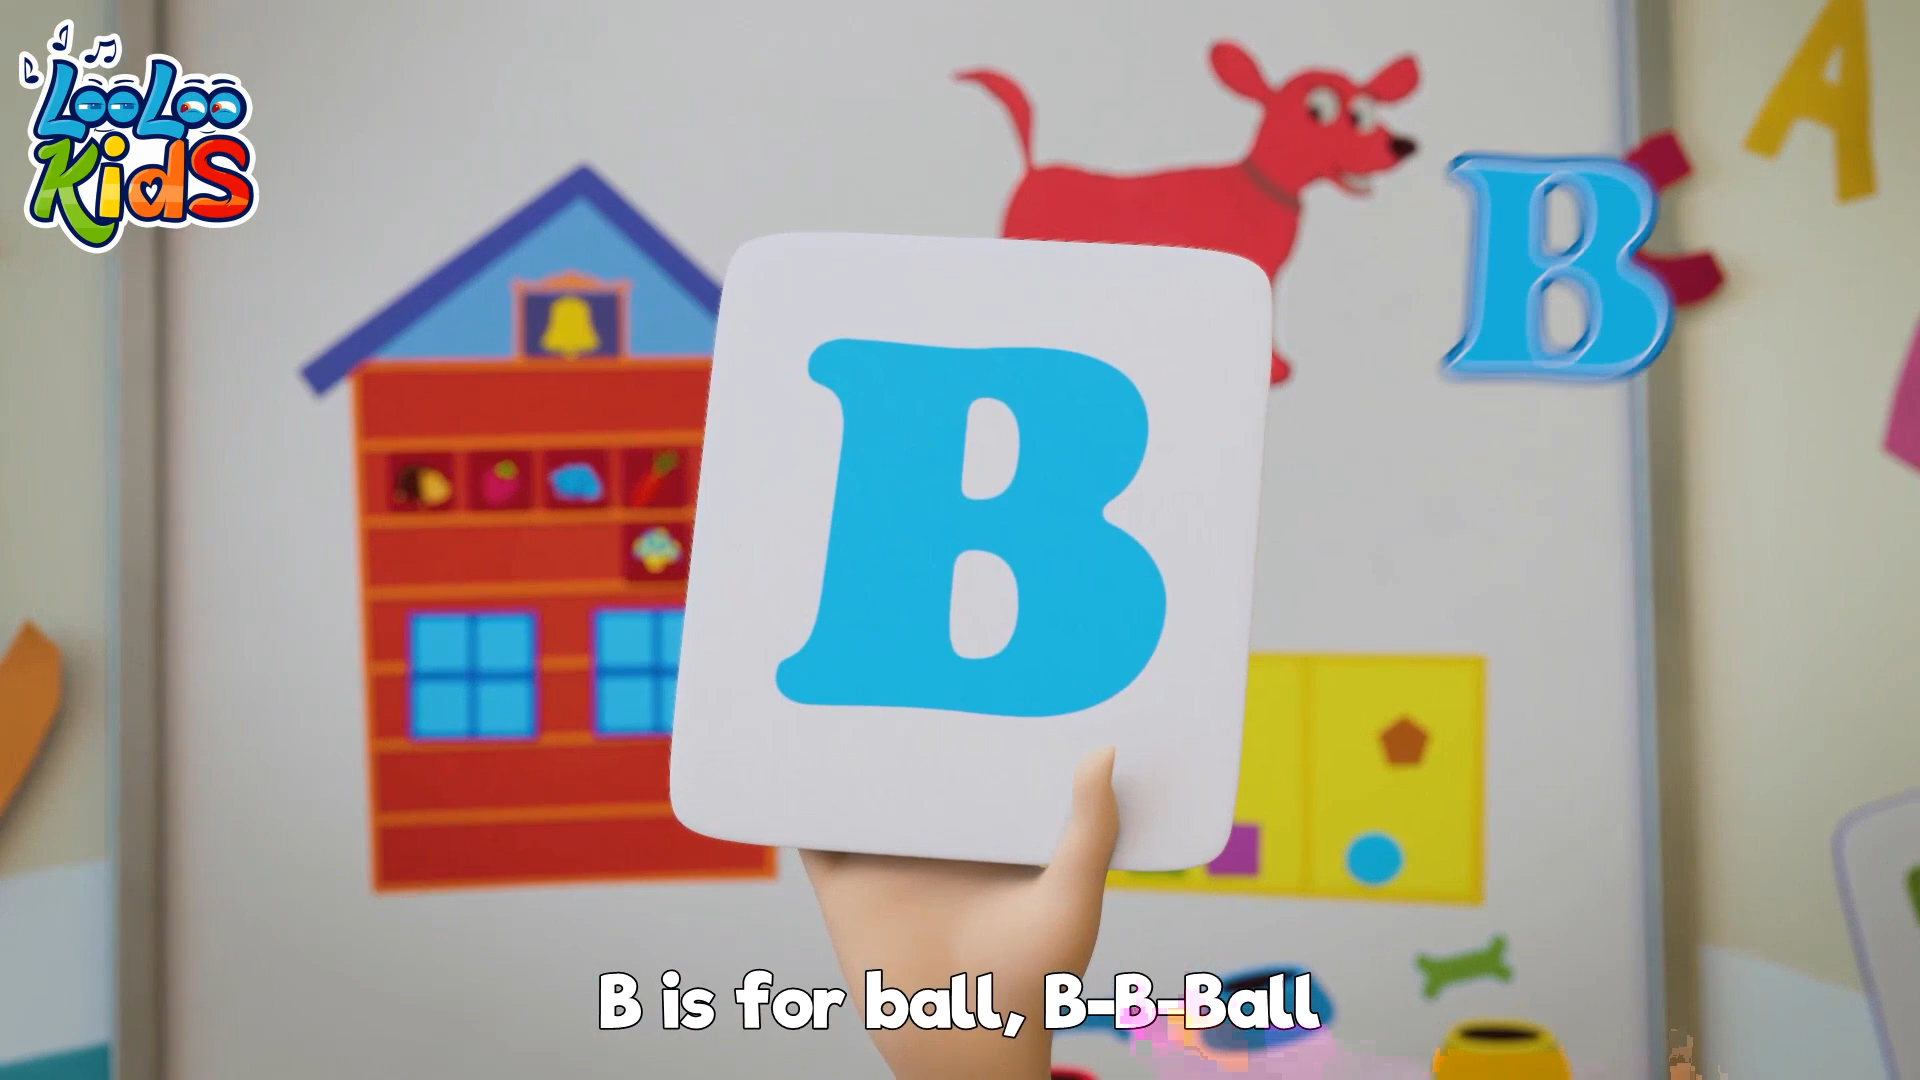 LooLoo
Kids
A
B
B
B is for ball, B-B-Ball